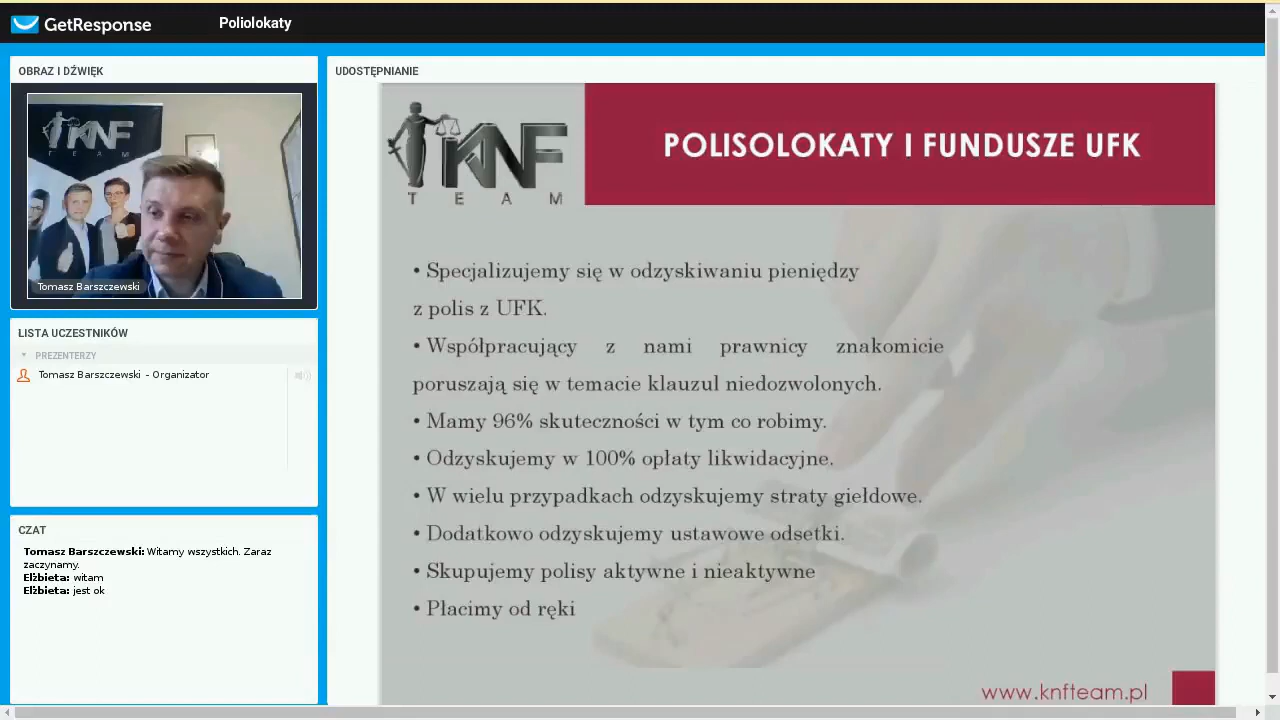 GetResponse
Poliolokaty
OBRAZ I DŹWIĘK
KNF
TEAM
Tomasz Barszczewski
LISTA UCZESTNIKÓW
PREZENTERZY
Tomasz Barszczewski - Organizator
CZAT
Tomasz Barszczewski: Witamy wszystkich. Zaraz
zaczynamy.
Elżbieta: witam
Elżbieta: jest ok
UDOSTĘPNIANIE
KNF
TEAM
POLISOLOKATY I FUNDUSZE UFK
• Specjalizujemy się w odzyskiwaniu pieniędzy
z polis z UFK.
• Współpracujący z nami prawnicy znakomicie
poruszają się w temacie klauzul niedozwolonych.
• Mamy 96% skuteczności w tym co robimy.
• Odzyskujemy w 100% opłaty likwidacyjne.
• W wielu przypadkach odzyskujemy straty giełdowe.
• Dodatkowo odzyskujemy ustawowe odsetki.
• Skupujemy polisy aktywne i nieaktywne
• Płacimy od ręki
www.knfteam.pl